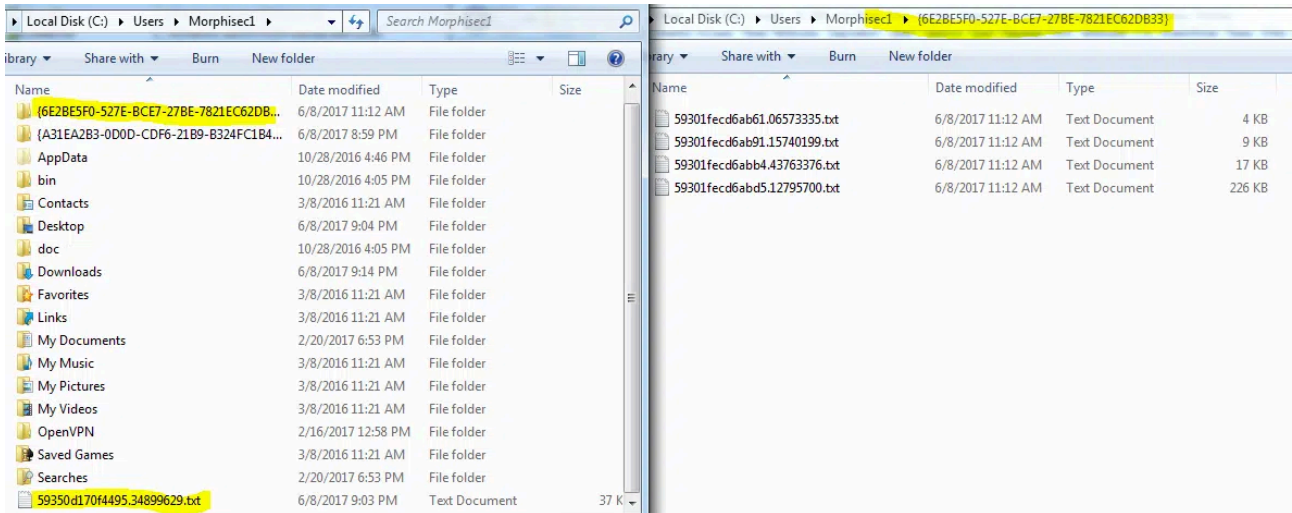 Local Disk (C:) Users Morphisec1 Search Morphisec1
ibrary Share with Burn New folder
Name Date modified Type Size
{6E2BE5F0-527E-BCE7-27BE-7821EC62DB... 6/8/2017 11:12 AM File folder
{A31EA2B3-0D0D-CDF6-21B9-B324FC1B4... 6/8/2017 8:59 PM File folder
AppData 10/28/2016 4:46 PM File folder
bin 10/28/2016 4:05 PM File folder
Contacts 3/8/2016 11:21 AM File folder
Desktop 6/8/2017 9:04 PM File folder
doc 10/28/2016 4:05 PM File folder
Downloads 6/8/2017 9:14 PM File folder
Favorites 3/8/2016 11:21 AM File folder
Links 3/8/2016 11:21 AM File folder
My Documents 2/20/2017 6:53 PM File folder
My Music 3/8/2016 11:21 AM File folder
My Pictures 3/8/2016 11:21 AM File folder
My Videos 3/8/2016 11:21 AM File folder
OpenVPN 2/16/2017 12:58 PM File folder
Saved Games 3/8/2016 11:21 AM File folder
Searches 2/20/2017 6:53 PM File folder
59350d170f4495.34899629.txt 6/8/2017 9:03 PM Text Document 37 K
Local Disk (C:) Users Morphisec1 {6E2BE5F0-527E-BCE7-27BE-7821EC62DB33}
rary Share with Burn New folder
Name Date modified Type Size
59301fecd6ab61.06573335.txt 6/8/2017 11:12 AM Text Document 4 KB
59301fecd6ab91.15740199.txt 6/8/2017 11:12 AM Text Document 9 KB
59301fecd6abb4.43763376.txt 6/8/2017 11:12 AM Text Document 17 KB
59301fecd6abd5.12795700.txt 6/8/2017 11:12 AM Text Document 226 KB